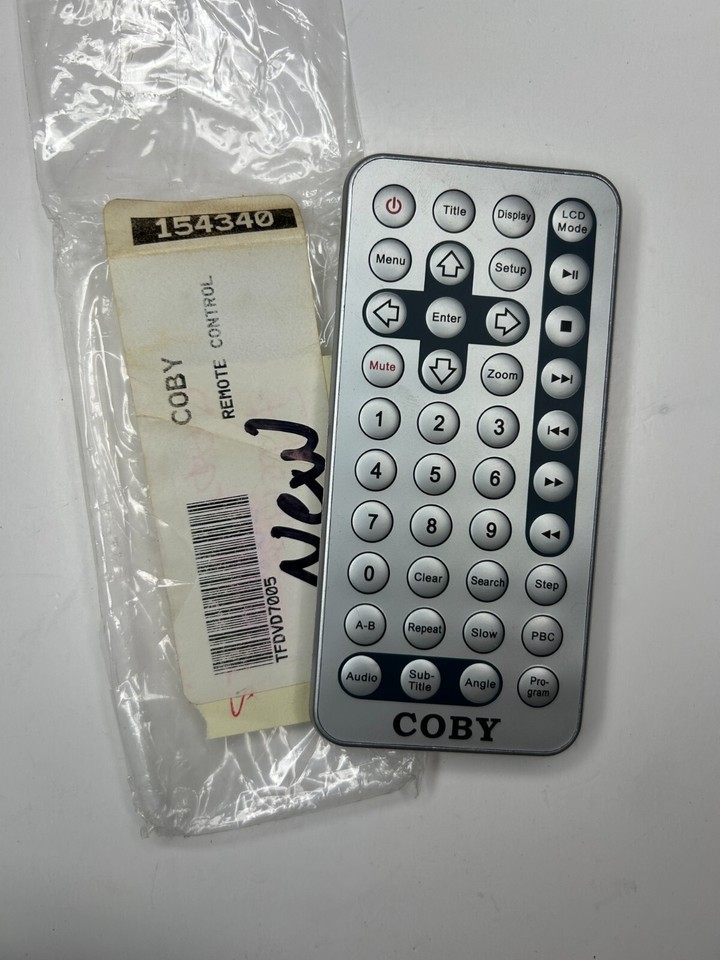 154340
COBY
REMOTE CONTROL
New
TFDVD7005
Title
Display
LCD
Mode
Menu
Setup
Enter
Mute
Zoom
1 2 3
4 5 6
7 8 9
0 Clear Search Step
A-B Repeat Slow PBC
Audio
Sub-
Title
Angle
Pro-
gram
COBY